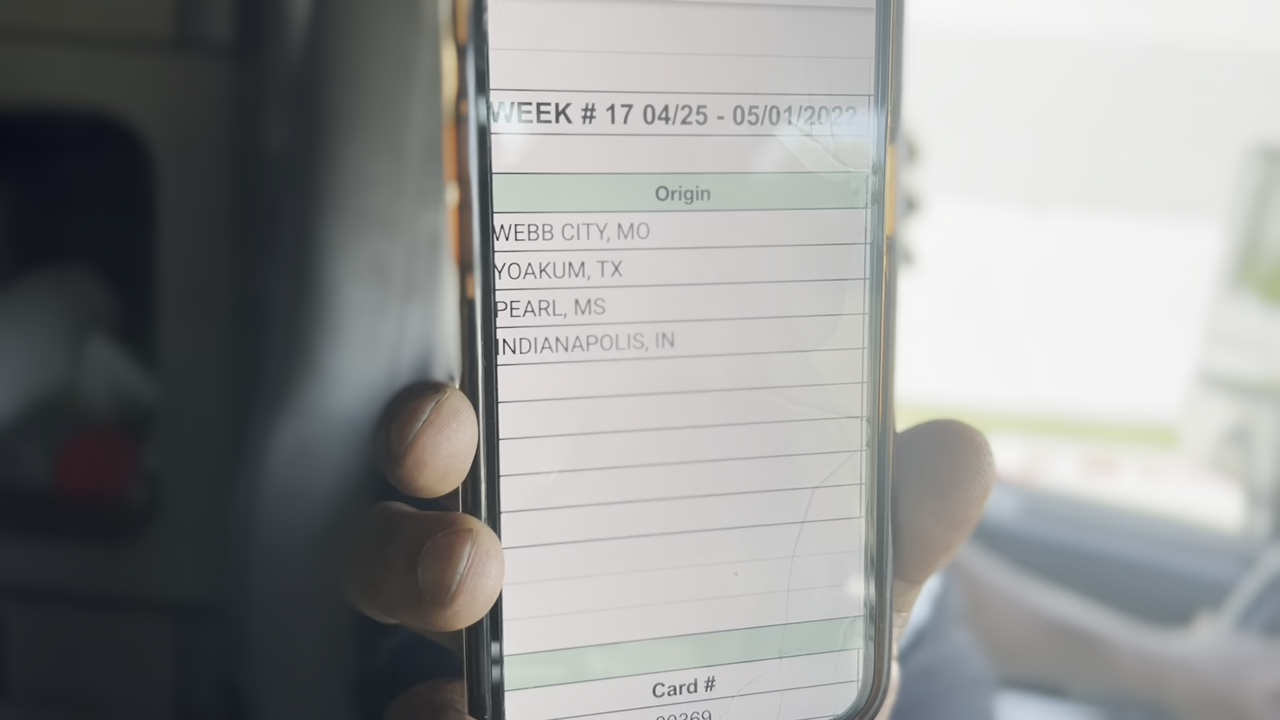 WEEK # 17 04/25 - 05/01/2022
Origin
WEBB CITY, MO
YOAKUM, TX
PEARL, MS
INDIANAPOLIS, IN
Card #